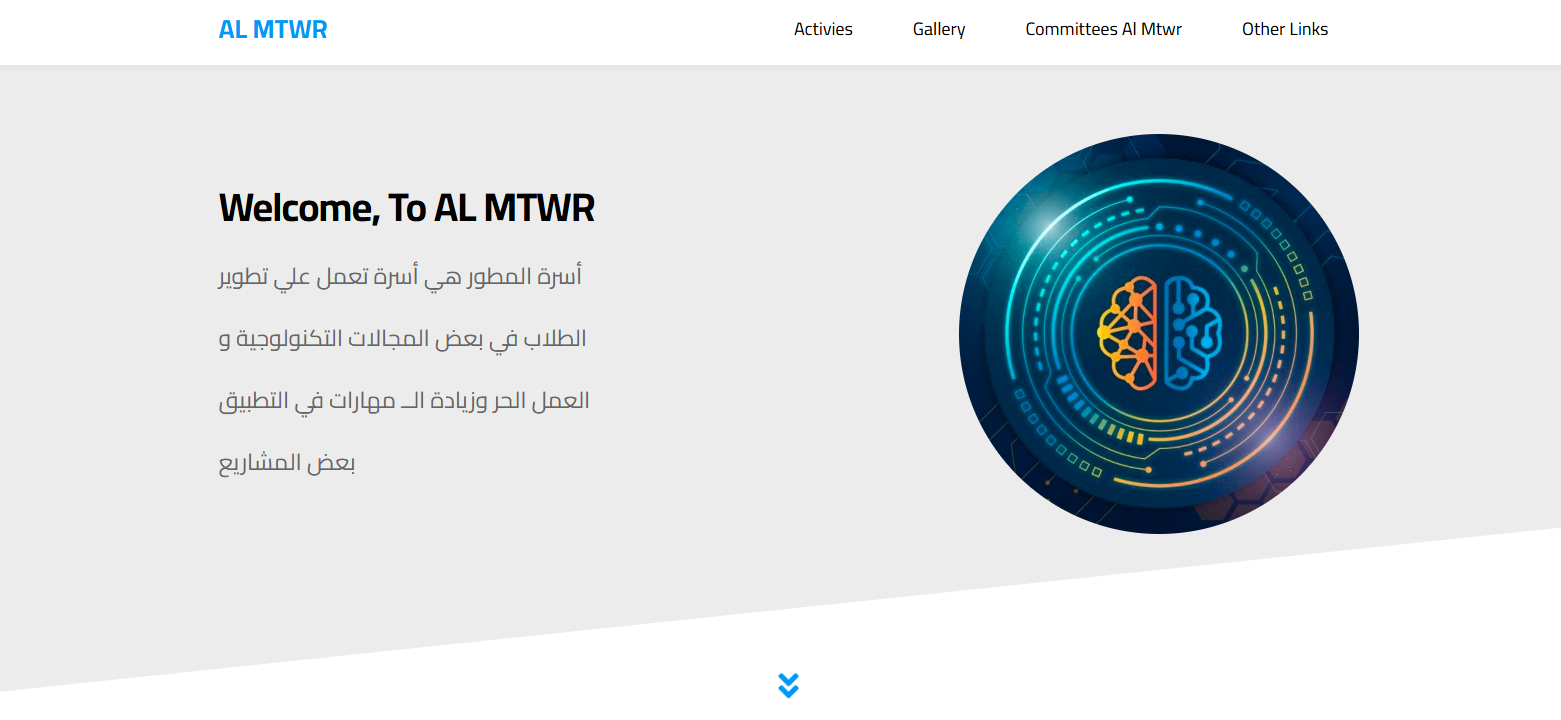 AL MTWR
Activies
Gallery
Committees Al Mtwr
Other Links
Welcome, To AL MTWR
أسرة المطور هي أسرة تعمل علي تطوير
الطلاب في بعض المجالات التكنولوجية و
العمل الحر وزيادة الــ مهارات في التطبيق
بعض المشاريع